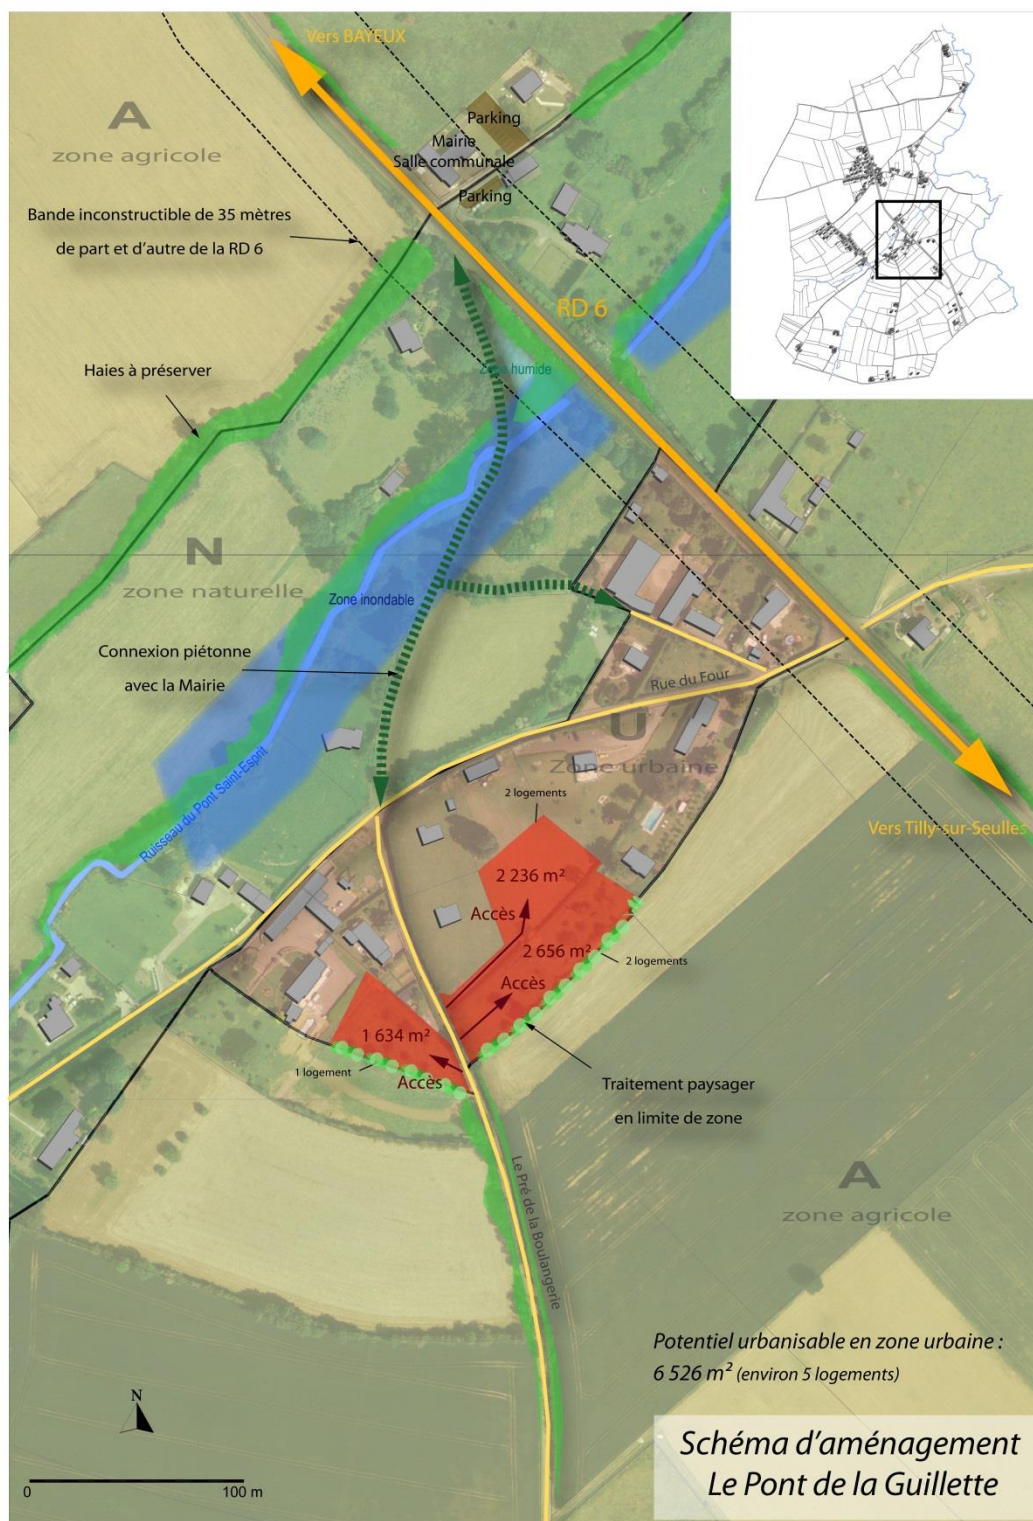 Vers BAYEUX
A
zone agricole
Parking
Mairie
Salle communale
Parking
Bande inconstructible de 35 mètres
de part et d'autre de la RD 6
RD 6
Zone humide
Haies à préserver
N
zone naturelle
Zone inondable
Connexion piétonne
avec la Mairie
Rue du Four
U
Zone urbaine
Ruisseau du Pont Saint-Esprit
2 logements
Vers Tilly-sur-Seulles
2 236 m²
Accès
2 656 m²
2 logements
Accès
1 634 m²
1 logement
Accès
Traitement paysager
en limite de zone
Le Pré de la Boulangerie
A
zone agricole
Potentiel urbanisable en zone urbaine :
6 526 m² (environ 5 logements)
N
Schéma d'aménagement
Le Pont de la Guillette
0 100 m